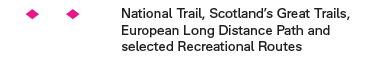 National Trail, Scotland's Great Trails,
European Long Distance Path and
selected Recreational Routes